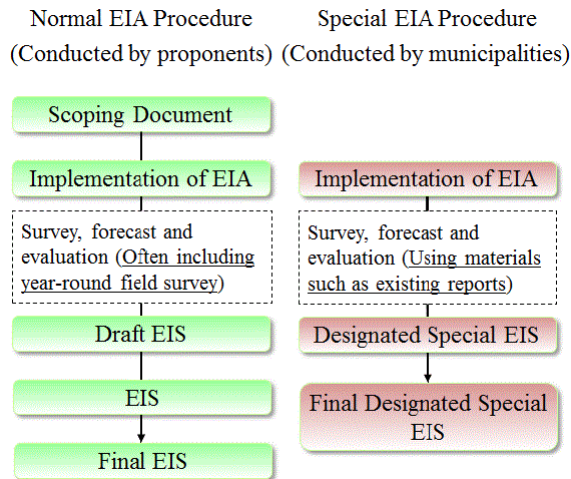 Normal EIA Procedure
(Conducted by proponents)
Scoping Document
Implementation of EIA
Survey, forecast and
evaluation (Often including
year-round field survey)
Draft EIS
EIS
Final EIS
Special EIA Procedure
(Conducted by municipalities)
Implementation of EIA
Survey, forecast and
evaluation (Using materials
such as existing reports)
Designated Special EIS
Final Designated Special
EIS